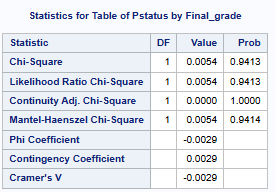 Statistics for Table of Pstatus by Final_grade
Statistic DF Value Prob
Chi-Square 1 0.0054 0.9413
Likelihood Ratio Chi-Square 1 0.0054 0.9413
Continuity Adj. Chi-Square 1 0.0000 1.0000
Mantel-Haenszel Chi-Square 1 0.0054 0.9414
Phi Coefficient -0.0029
Contingency Coefficient 0.0029
Cramer's V -0.0029